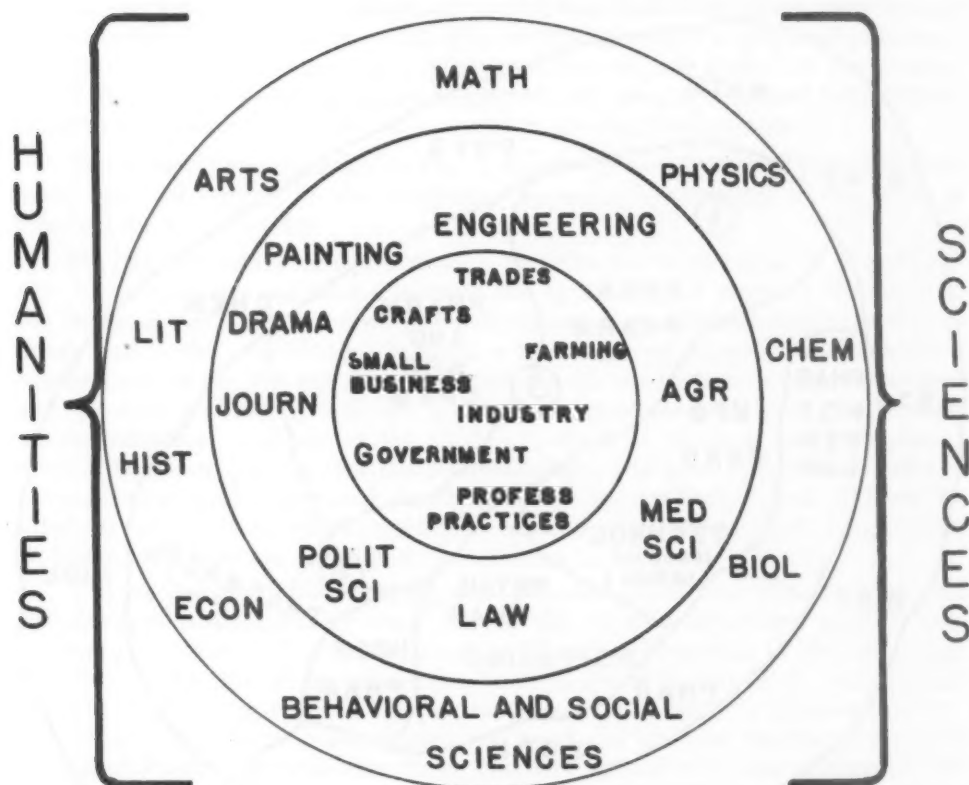 MATH
ARTS
PHYSICS
ENGINEERING
PAINTING
TRADES
CRAFTS
DRAMA
LIT
FARMING
CHEM
SMALL
BUSINESS
AGR
JOURN
INDUSTRY
HIST
GOVERNMENT
PROFESS
PRACTICES
MED
SCI
BIOL
POLIT
SCI
ECON
LAW
BEHAVIORAL AND SOCIAL
SCIENCES
HUMANITIES
SCIENCES